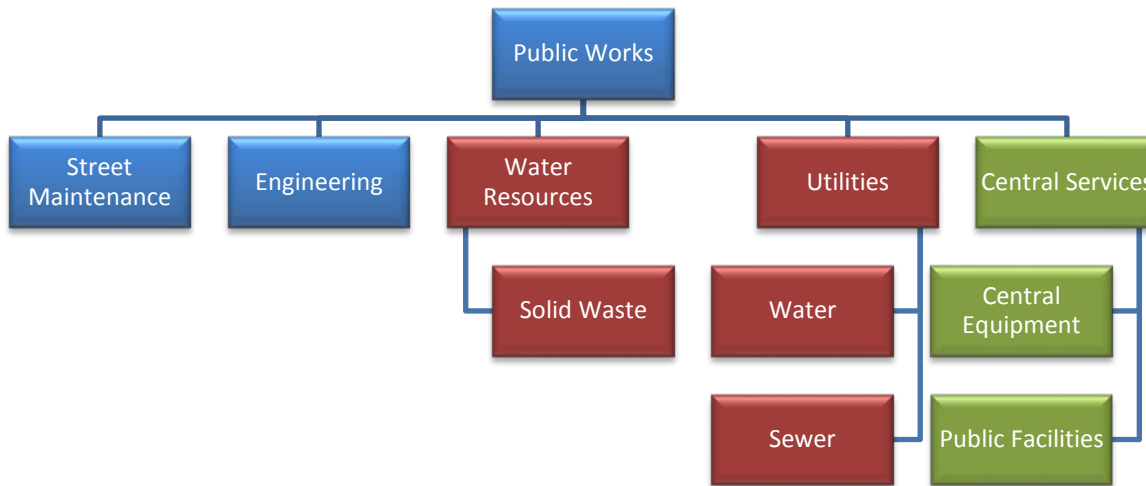 Public Works
Street
Maintenance
Engineering
Water
Resources
Utilities
Central Services
Solid Waste
Water
Central
Equipment
Sewer
Public Facilities